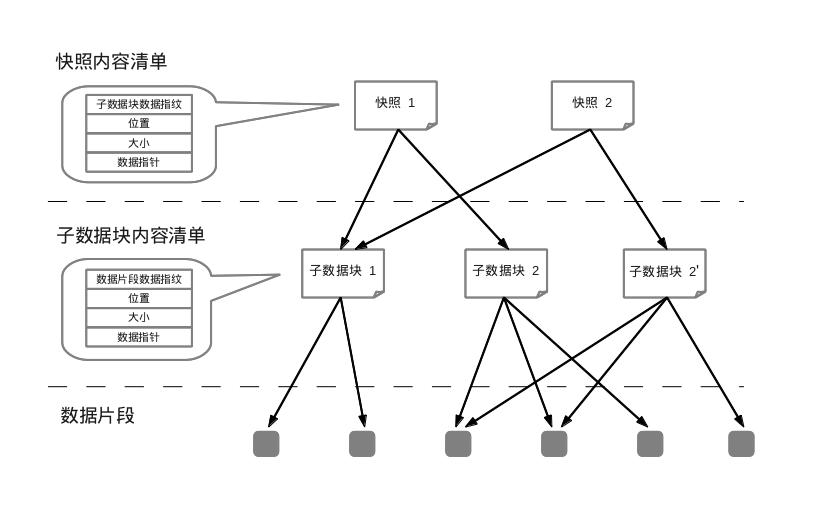 快照内容清单
子数据块数据指纹
位置
大小
数据指针
快照 1
快照 2
子数据块内容清单
数据片段数据指纹
位置
大小
数据指针
子数据块 1
子数据块 2
子数据块 2'
数据片段